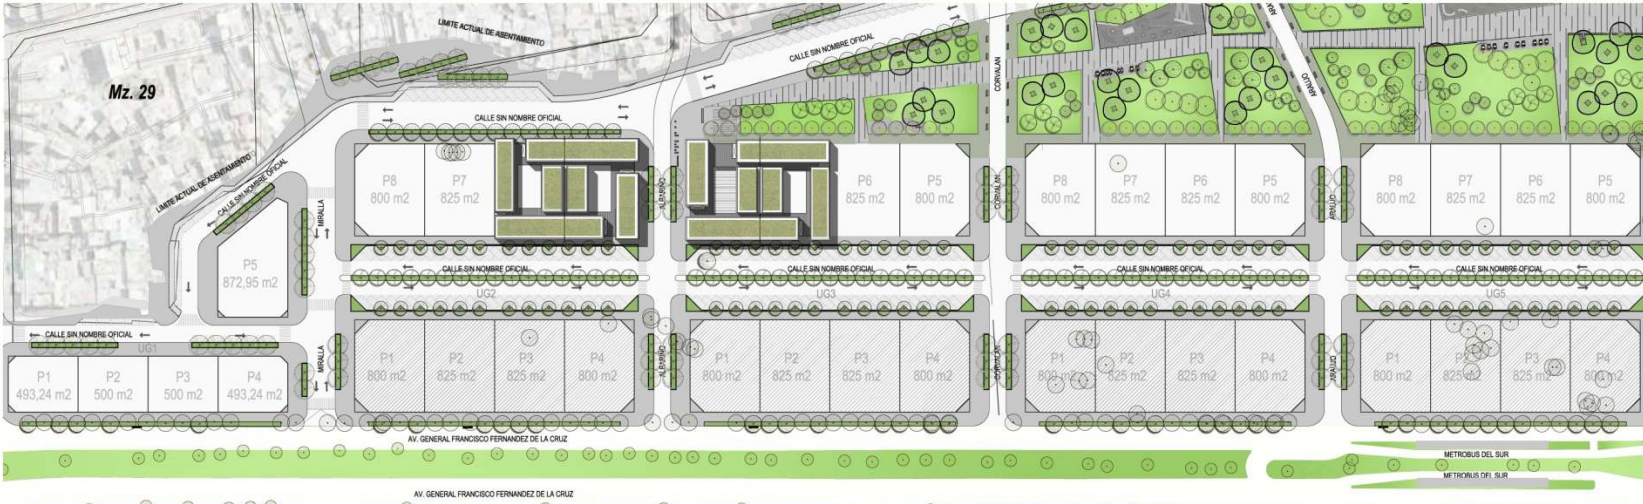 LIMITE ACTUAL DE ASENTAMIENTO
CALLE SIN NOMBRE OFICIAL
CORVALAN
ARAUJO
ARAUJO
Mz. 29
CALLE SIN NOMBRE OFICIAL
LIMITE ACTUAL DE ASENTAMIENTO
CALLE SIN NOMBRE OFICIAL
MIRALLA
P8
800 m2
P7
825 m2
ALBARIÑO
P6
825 m2
P5
800 m2
CORVALAN
P8
800 m2
P7
825 m2
P6
825 m2
P5
800 m2
ARAUJO
P8
800 m2
P7
825 m2
P6
825 m2
P5
800 m2
P5
872,95 m2
CALLE SIN NOMBRE OFICIAL
CALLE SIN NOMBRE OFICIAL
CALLE SIN NOMBRE OFICIAL
CALLE SIN NOMBRE OFICIAL
UG2
UG3
UG4
UG5
CALLE SIN NOMBRE OFICIAL
UG1
MIRALLA
ALBARIÑO
CORVALAN
ARAUJO
P1
493,24 m2
P2
500 m2
P3
500 m2
P4
493,24 m2
P1
800 m2
P2
825 m2
P3
825 m2
P4
800 m2
P1
800 m2
P2
825 m2
P3
825 m2
P4
800 m2
P1
800 m2
P2
825 m2
P3
825 m2
P4
800 m2
P1
800 m2
P2
825 m2
P3
825 m2
P4
800 m2
AV. GENERAL FRANCISCO FERNANDEZ DE LA CRUZ
METROBUS DEL SUR
METROBUS DEL SUR
AV. GENERAL FRANCISCO FERNANDEZ DE LA CRUZ